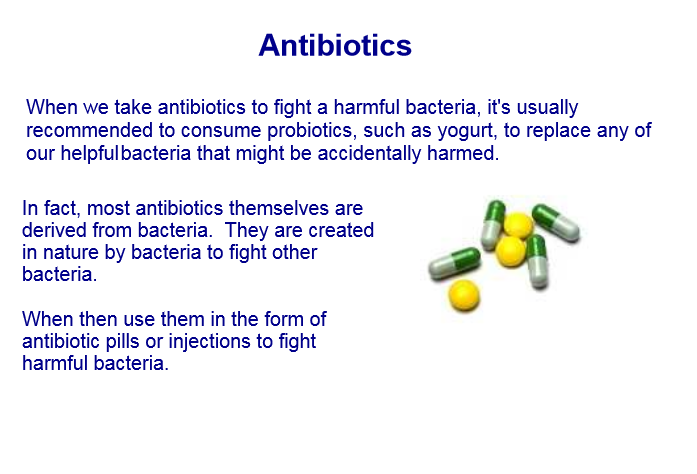 Antibiotics
When we take antibiotics to fight a harmful bacteria, it's usually
recommended to consume probiotics, such as yogurt, to replace any of
our helpful bacteria that might be accidentally harmed.
In fact, most antibiotics themselves are
derived from bacteria.  They are created
in nature by bacteria to fight other
bacteria.
When then use them in the form of
antibiotic pills or injections to fight
harmful bacteria.